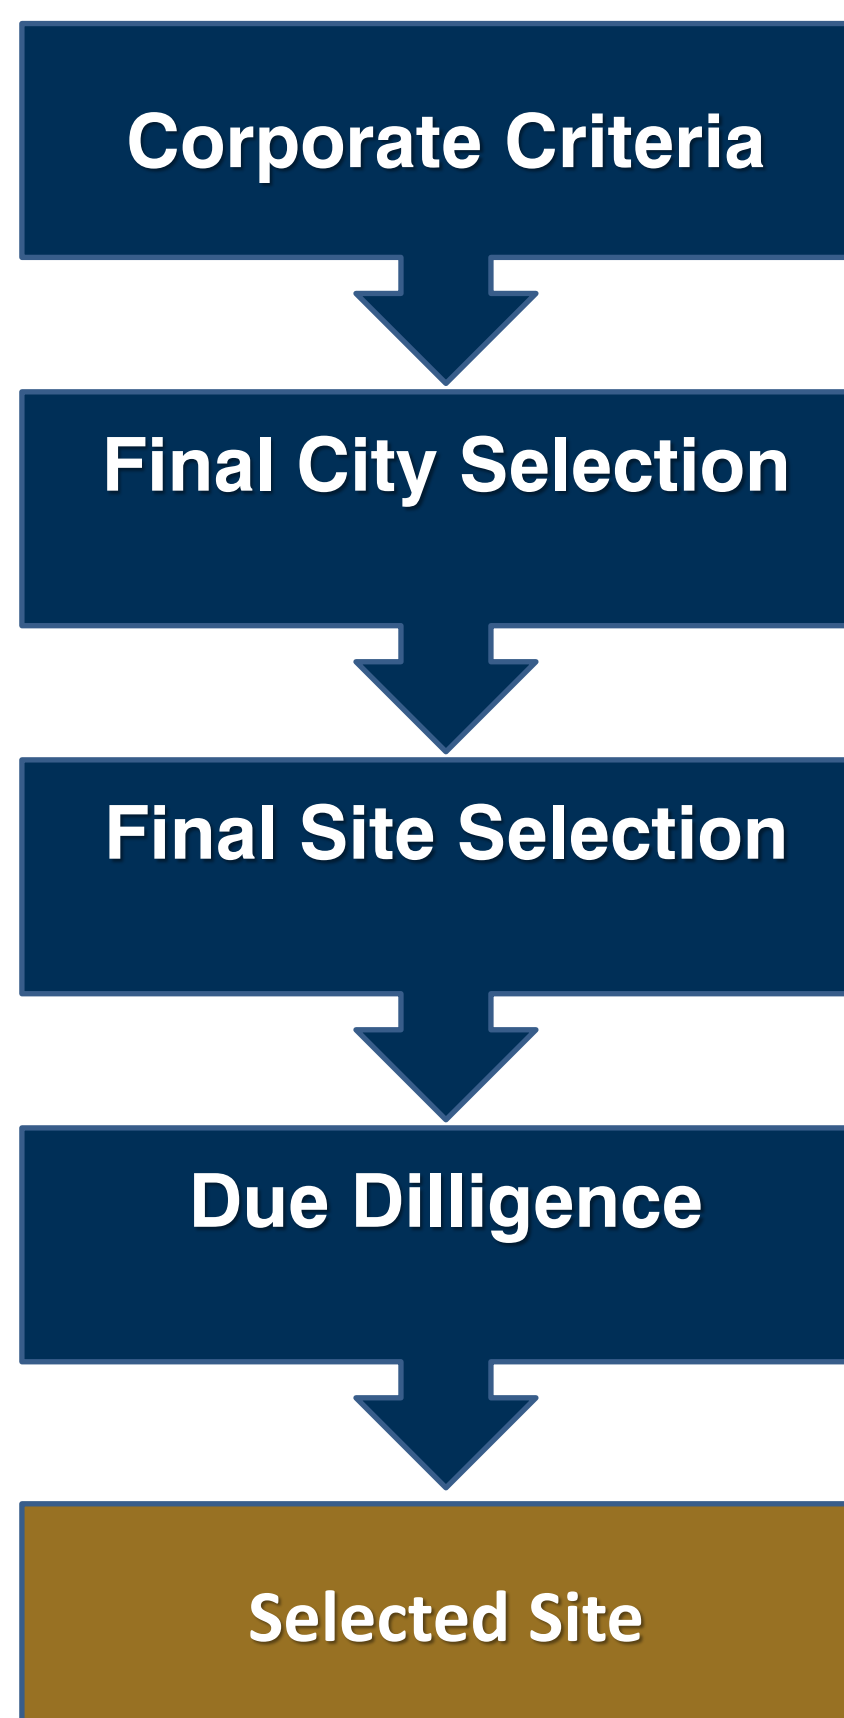 Corporate Criteria
Final City Selection
Final Site Selection
Due Dilligence
Selected Site